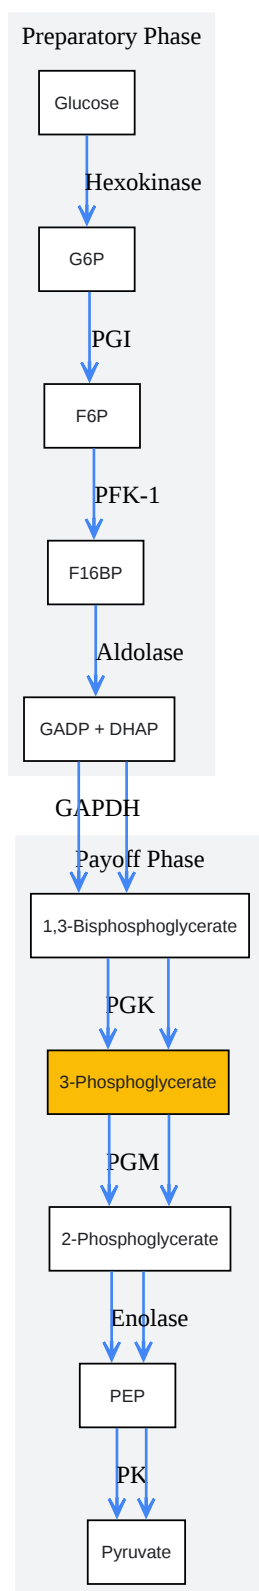 Preparatory Phase
Glucose
Hexokinase
G6P
PGI
F6P
PFK-1
F16BP
Aldolase
GADP + DHAP
GAPDH
Payoff Phase
1,3-Bisphosphoglycerate
PGK
3-Phosphoglycerate
PGM
2-Phosphoglycerate
Enolase
PEP
PK
Pyruvate